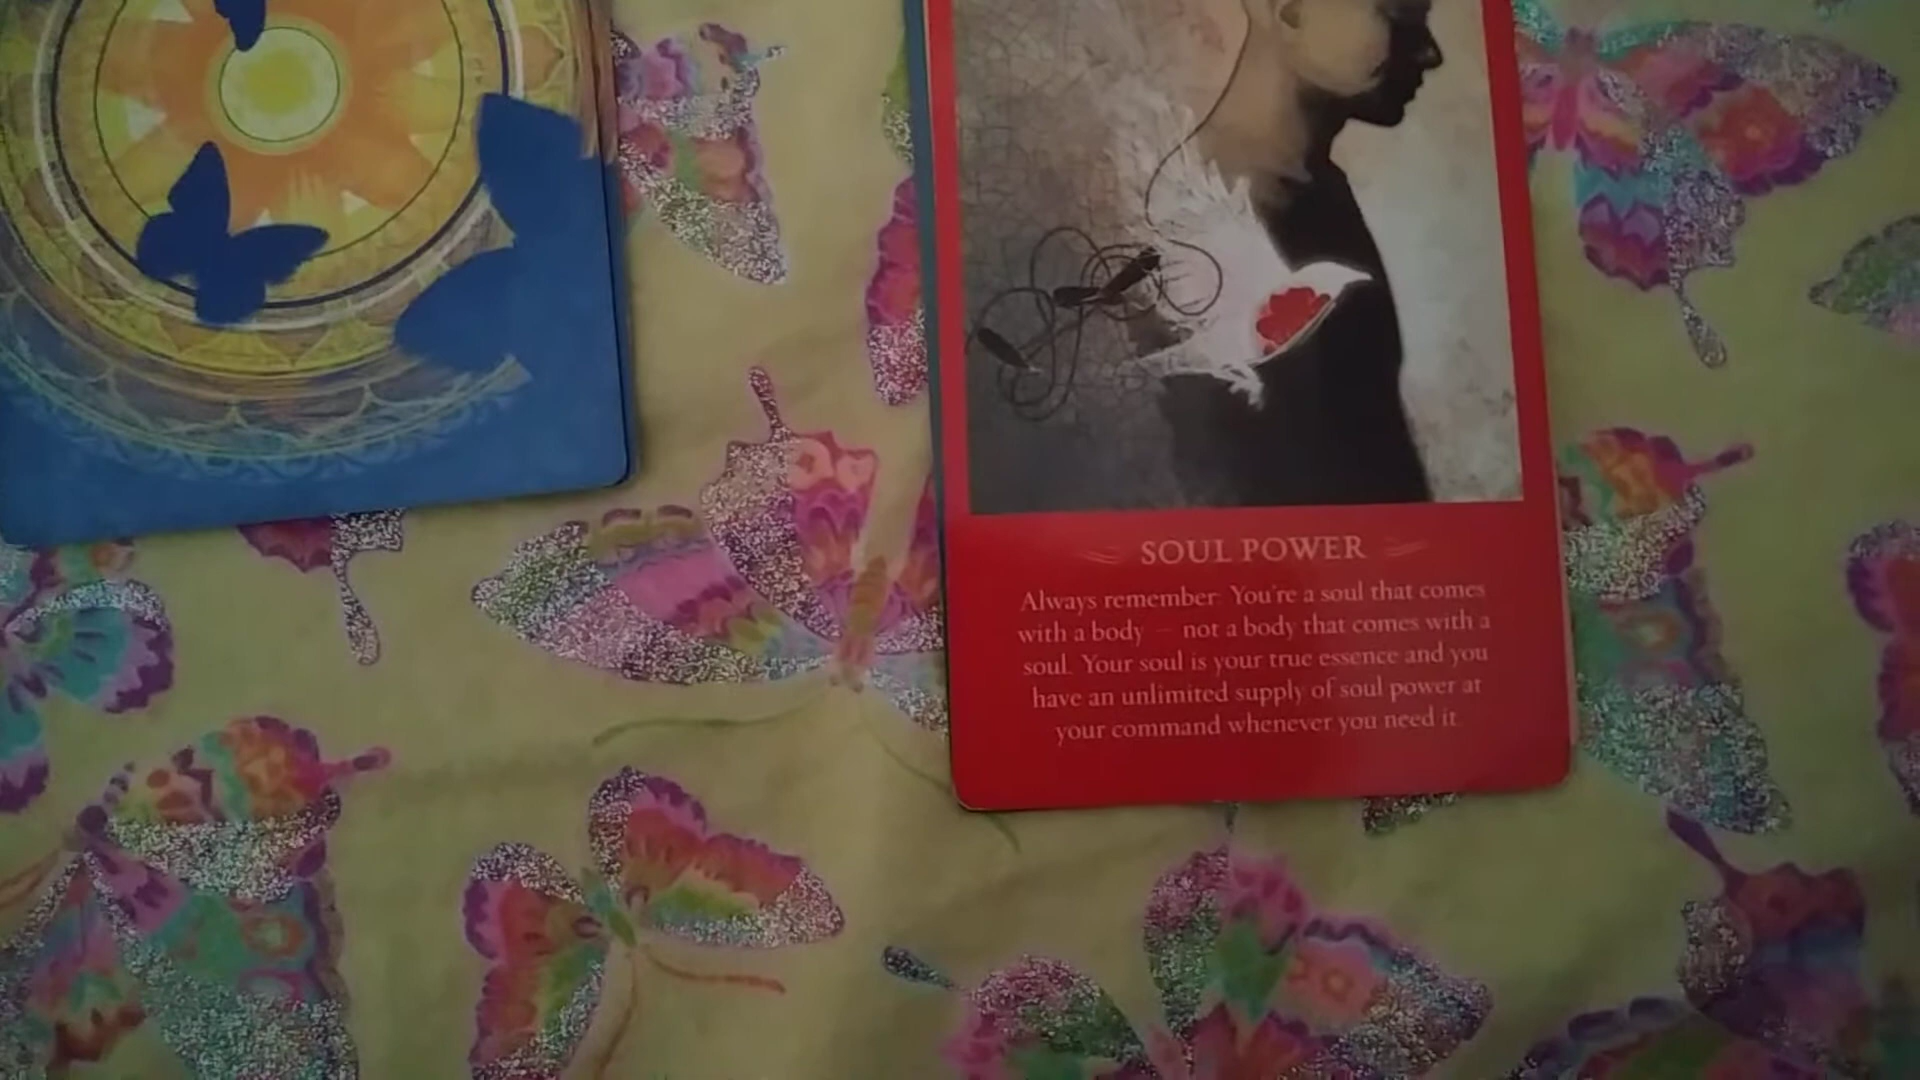 SOUL POWER
Always remember: You're a soul that comes
with a body — not a body that comes with a
soul. Your soul is your true essence and you
have an unlimited supply of soul power at
your command whenever you need it.